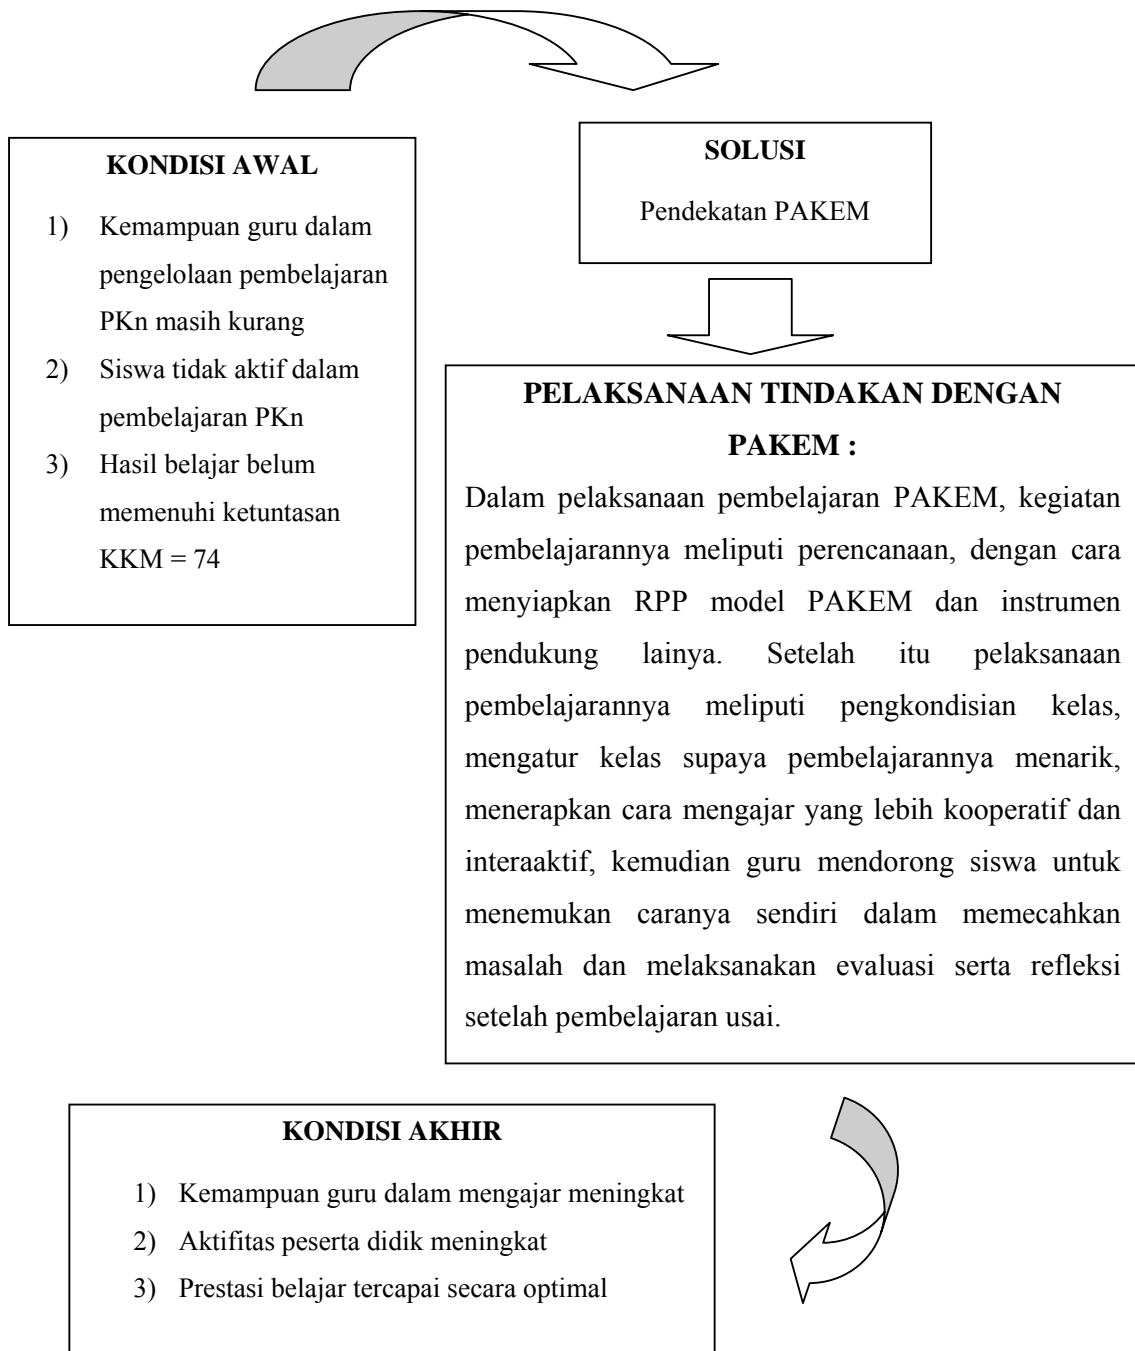 KONDISI AWAL
1) Kemampuan guru dalam
pengelolaan pembelajaran
PKn masih kurang
2) Siswa tidak aktif dalam
pembelajaran PKn
3) Hasil belajar belum
memenuhi ketuntasan
KKM = 74
SOLUSI
Pendekatan PAKEM
PELAKSANAAN TINDAKAN DENGAN
PAKEM :
Dalam pelaksanaan pembelajaran PAKEM, kegiatan
pembelajarannya meliputi perencanaan, dengan cara
menyiapkan RPP model PAKEM dan instrumen
pendukung lainya. Setelah itu pelaksanaan
pembelajarannya meliputi pengkondisian kelas,
mengatur kelas supaya pembelajarannya menarik,
menerapkan cara mengajar yang lebih kooperatif dan
interaaktif, kemudian guru mendorong siswa untuk
menemukan caranya sendiri dalam memecahkan
masalah dan melaksanakan evaluasi serta refleksi
setelah pembelajaran usai.
KONDISI AKHIR
1) Kemampuan guru dalam mengajar meningkat
2) Aktifitas peserta didik meningkat
3) Prestasi belajar tercapai secara optimal